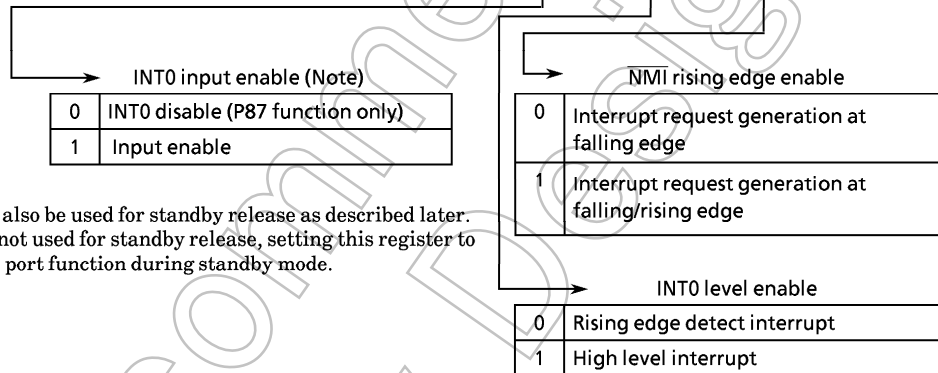 INT0 input enable (Note)
0 INT0 disable (P87 function only)
1 Input enable
also be used for standby release as described later.
not used for standby release, setting this register to
port function during standby mode.
NMI rising edge enable
0 Interrupt request generation at
falling edge
1 Interrupt request generation at
falling/rising edge
INT0 level enable
0 Rising edge detect interrupt
1 High level interrupt